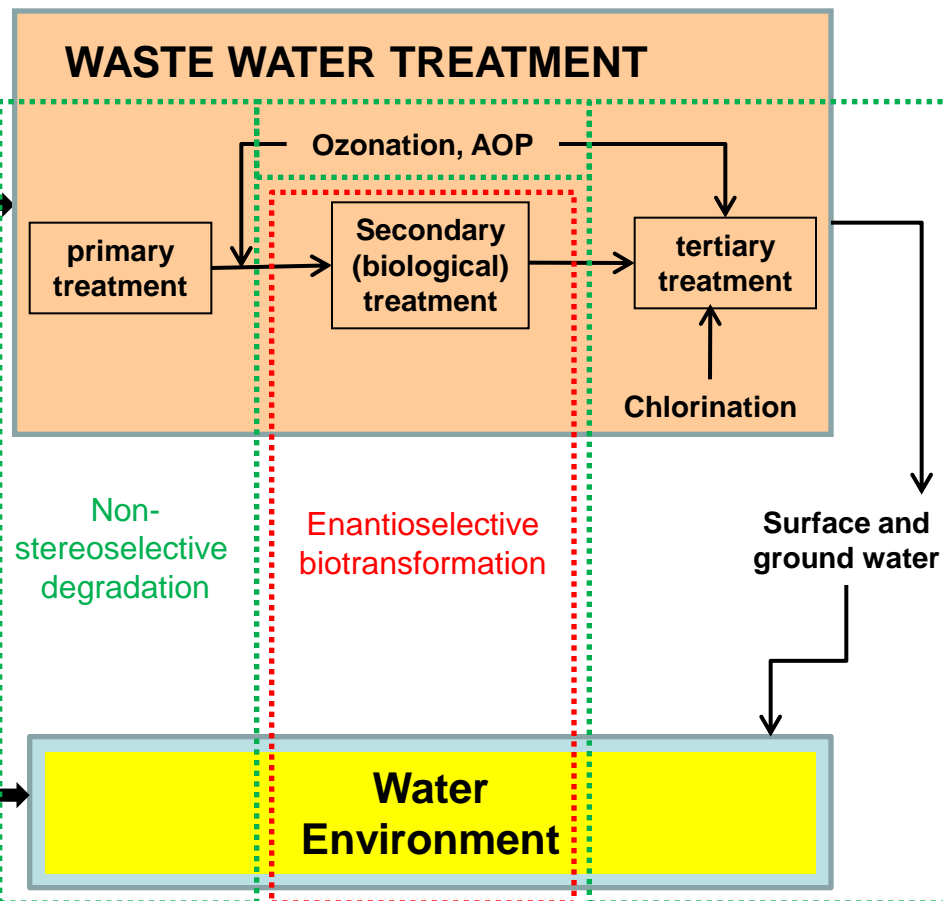 WASTE WATER TREATMENT
Ozonation, AOP
primary
treatment
Secondary
(biological)
treatment
tertiary
treatment
Chlorination
Non-
stereoselective
degradation
Enantioselective
biotransformation
Surface and
ground water
Water
Environment